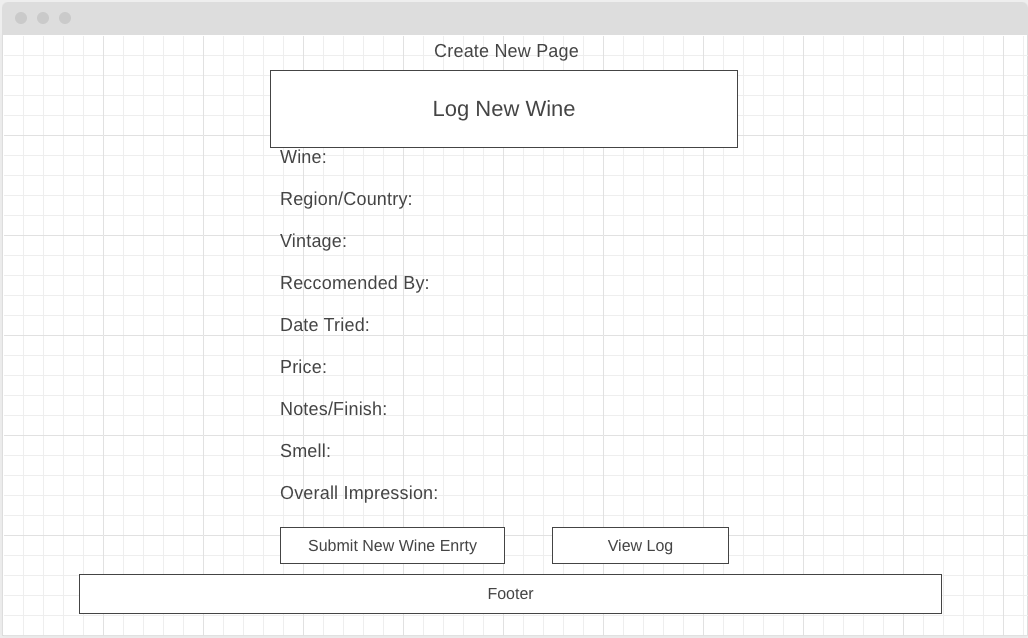 Create New Page
Log New Wine
Wine:
Region/Country:
Vintage:
Reccomended By:
Date Tried:
Price:
Notes/Finish:
Smell:
Overall Impression:
Submit New Wine Enrty
View Log
Footer